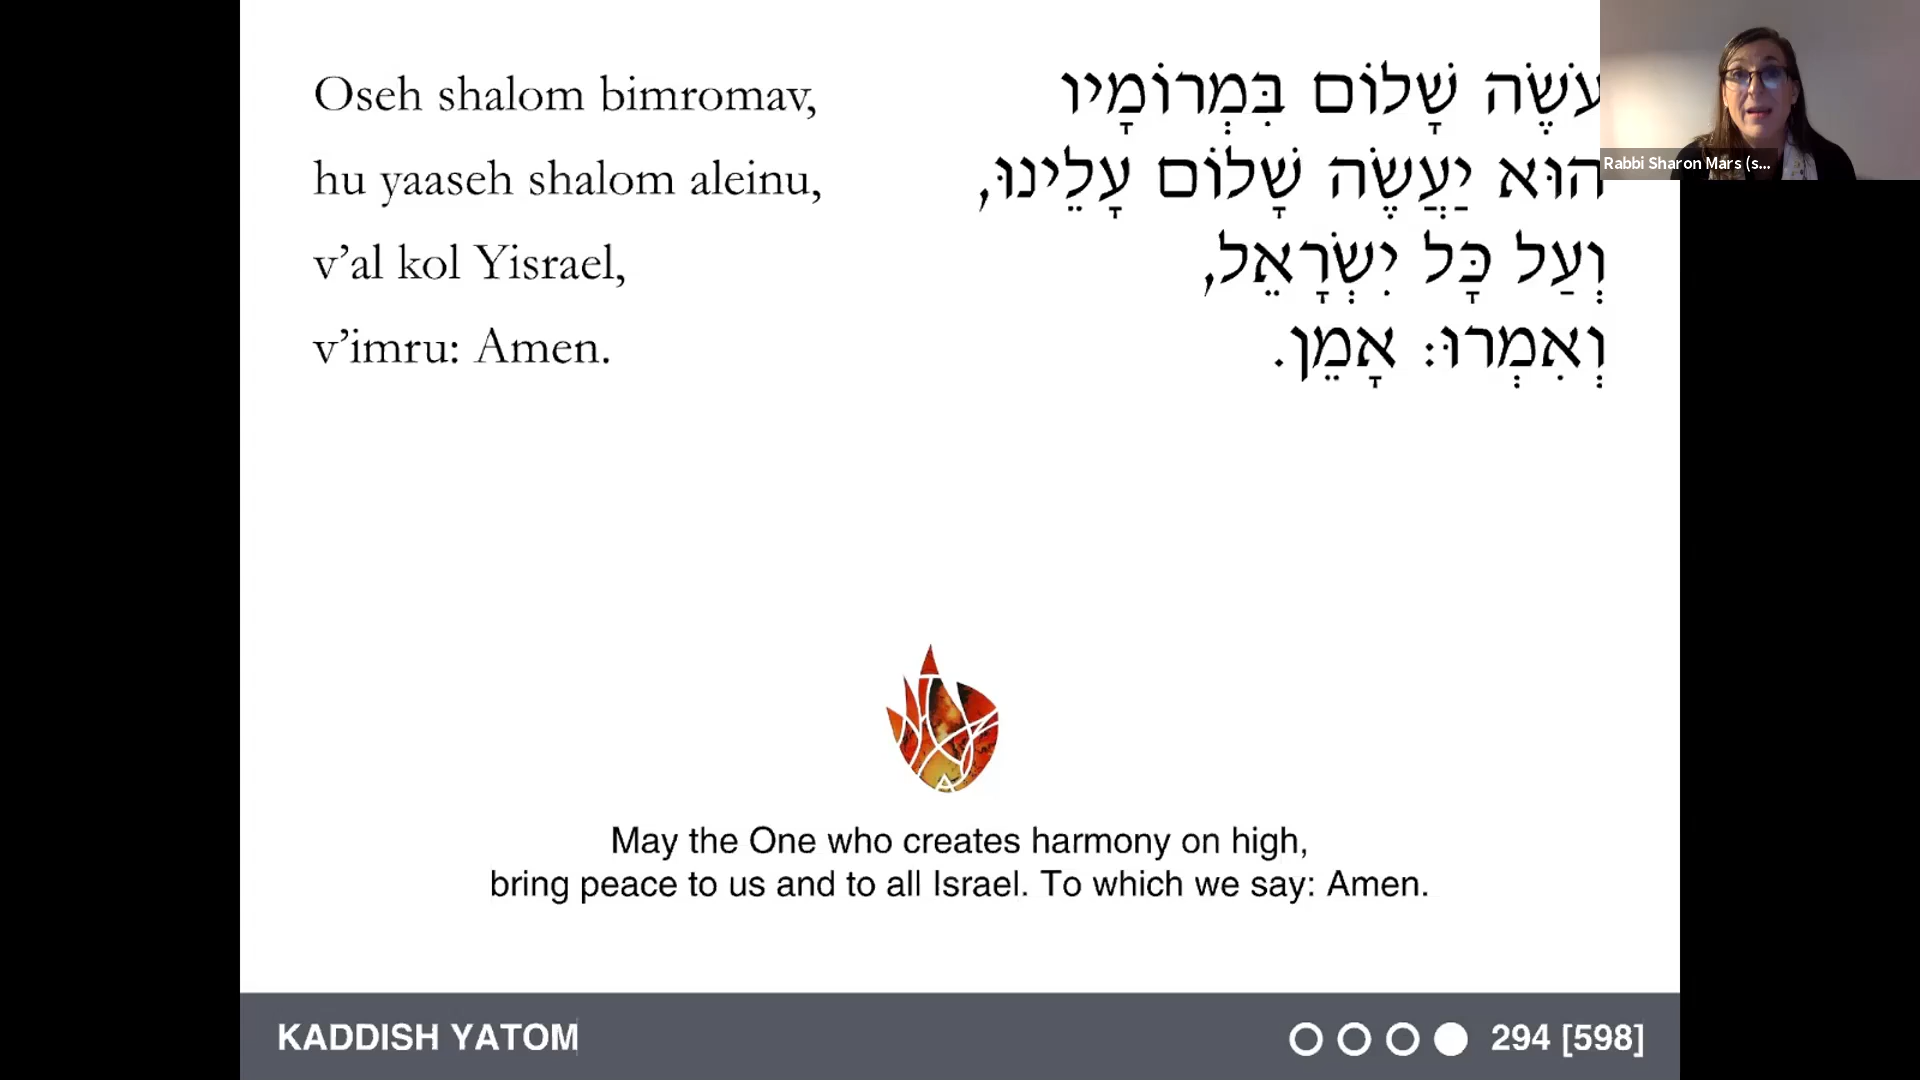 Oseh shalom bimromav,
hu yaaseh shalom aleinu,
v’al kol Yisrael,
v’imru: Amen.
עֹשֶׂה שָׁלוֹם בִּמְרוֹמָיו
הוּא יַעֲשֶׂה שָׁלוֹם עָלֵינוּ,
וְעַל כָּל יִשְׂרָאֵל,
וְאִמְרוּ: אָמֵן.
Rabbi Sharon Mars (s...
May the One who creates harmony on high,
bring peace to us and to all Israel. To which we say: Amen.
KADDISH YATOM
294 [598]